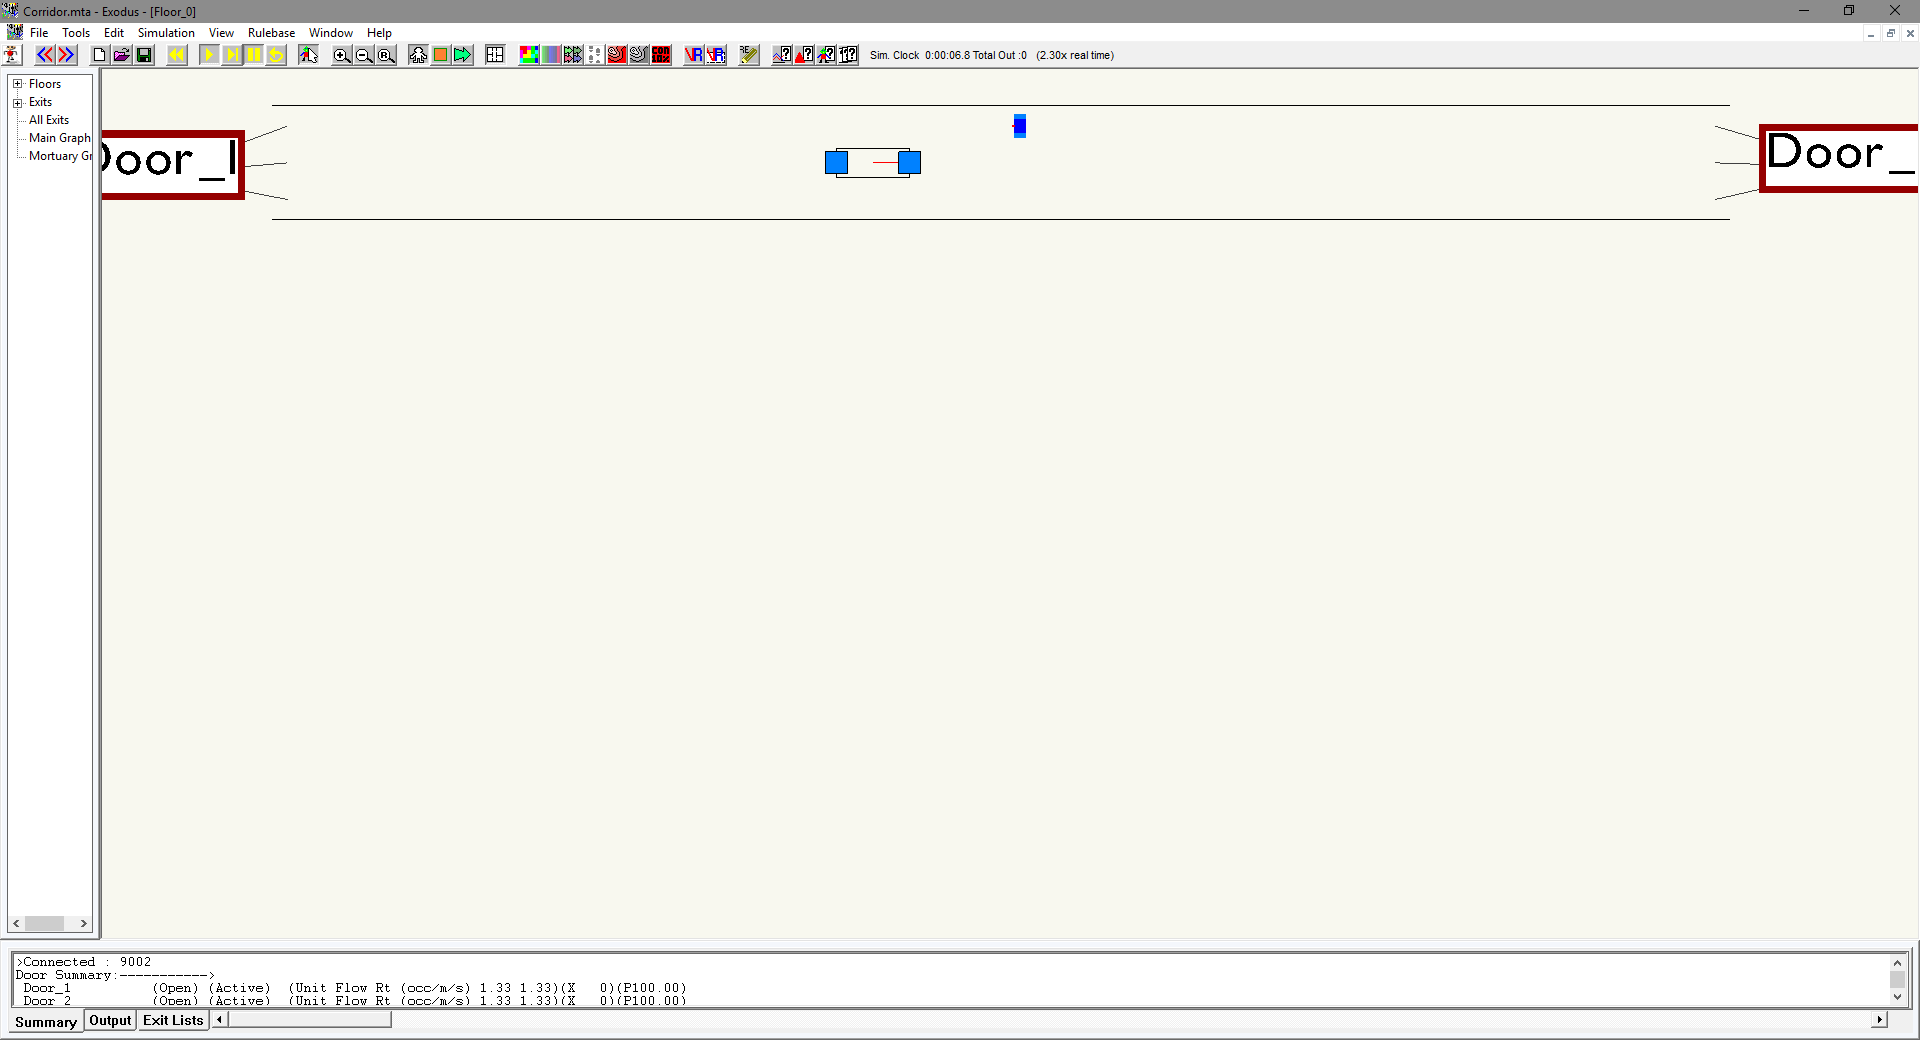 Corridor.mta - Exodus - [Floor_0]
File Tools Edit Simulation View Rulebase Window Help
Sim. Clock 0:00:06.8 Total Out :0 (2.30x real time)
Floors
Exits
All Exits
Main Graph
Mortuary Gr
Door_
Door_
>Connected : 9002
Door Summary:----------->
Door_1 (Open) (Active) (Unit Flow Rt (occ/m/s) 1.33 1.33)(X 0)(P100.00)
Door_2 (Open) (Active) (Unit Flow Rt (occ/m/s) 1.33 1.33)(X 0)(P100.00)
Summary Output Exit Lists